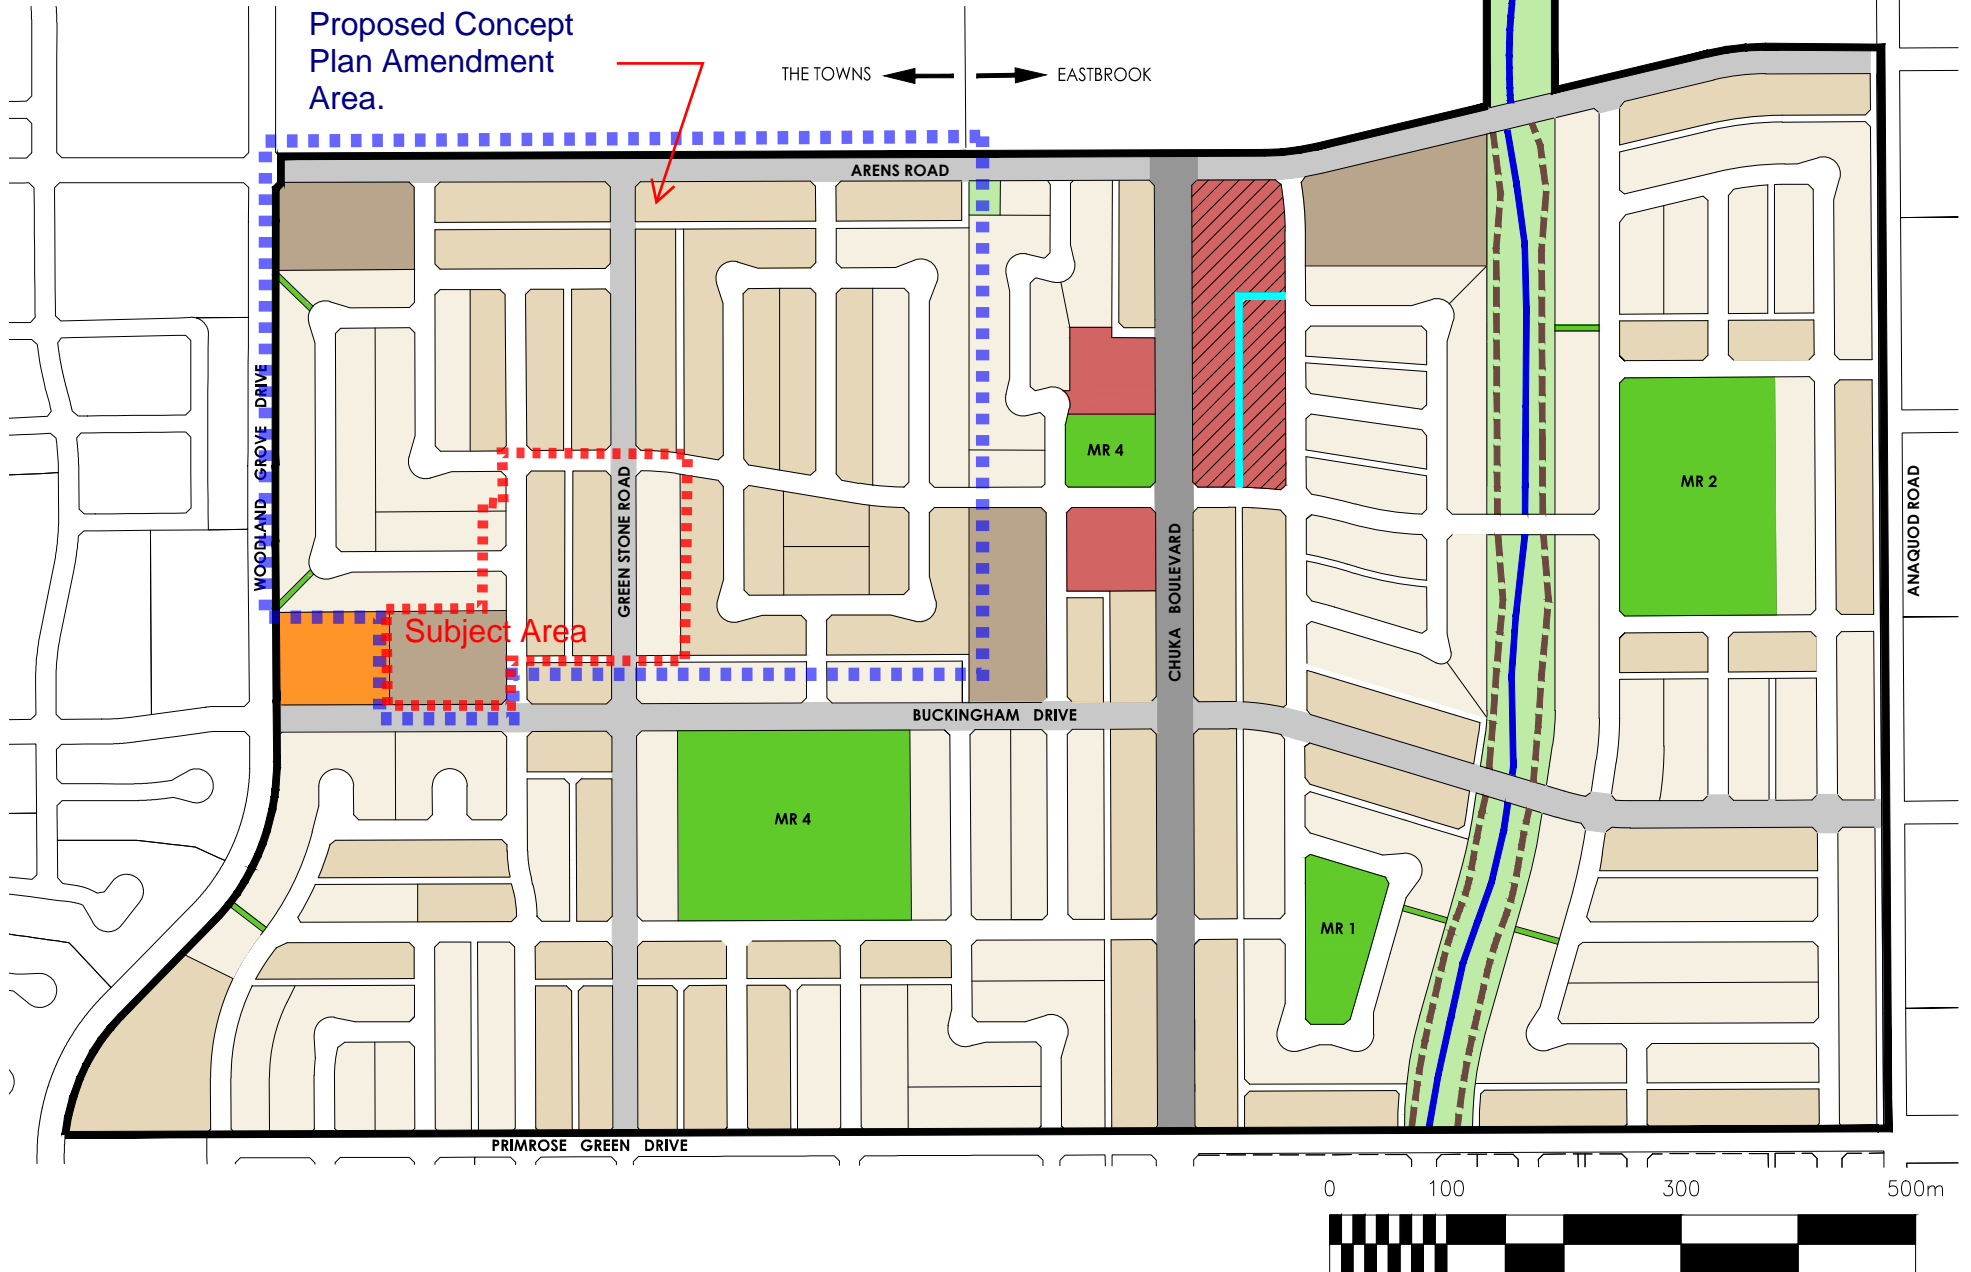 Proposed Concept
Plan Amendment
Area.
THE TOWNS
EASTBROOK
ARENS ROAD
WOODLAND GROVE DRIVE
MR 4
MR 2
GREEN STONE ROAD
CHUKA BOULEVARD
ANAQUOD ROAD
Subject Area
BUCKINGHAM DRIVE
MR 4
MR 1
PRIMROSE GREEN DRIVE
0 100 300 500m